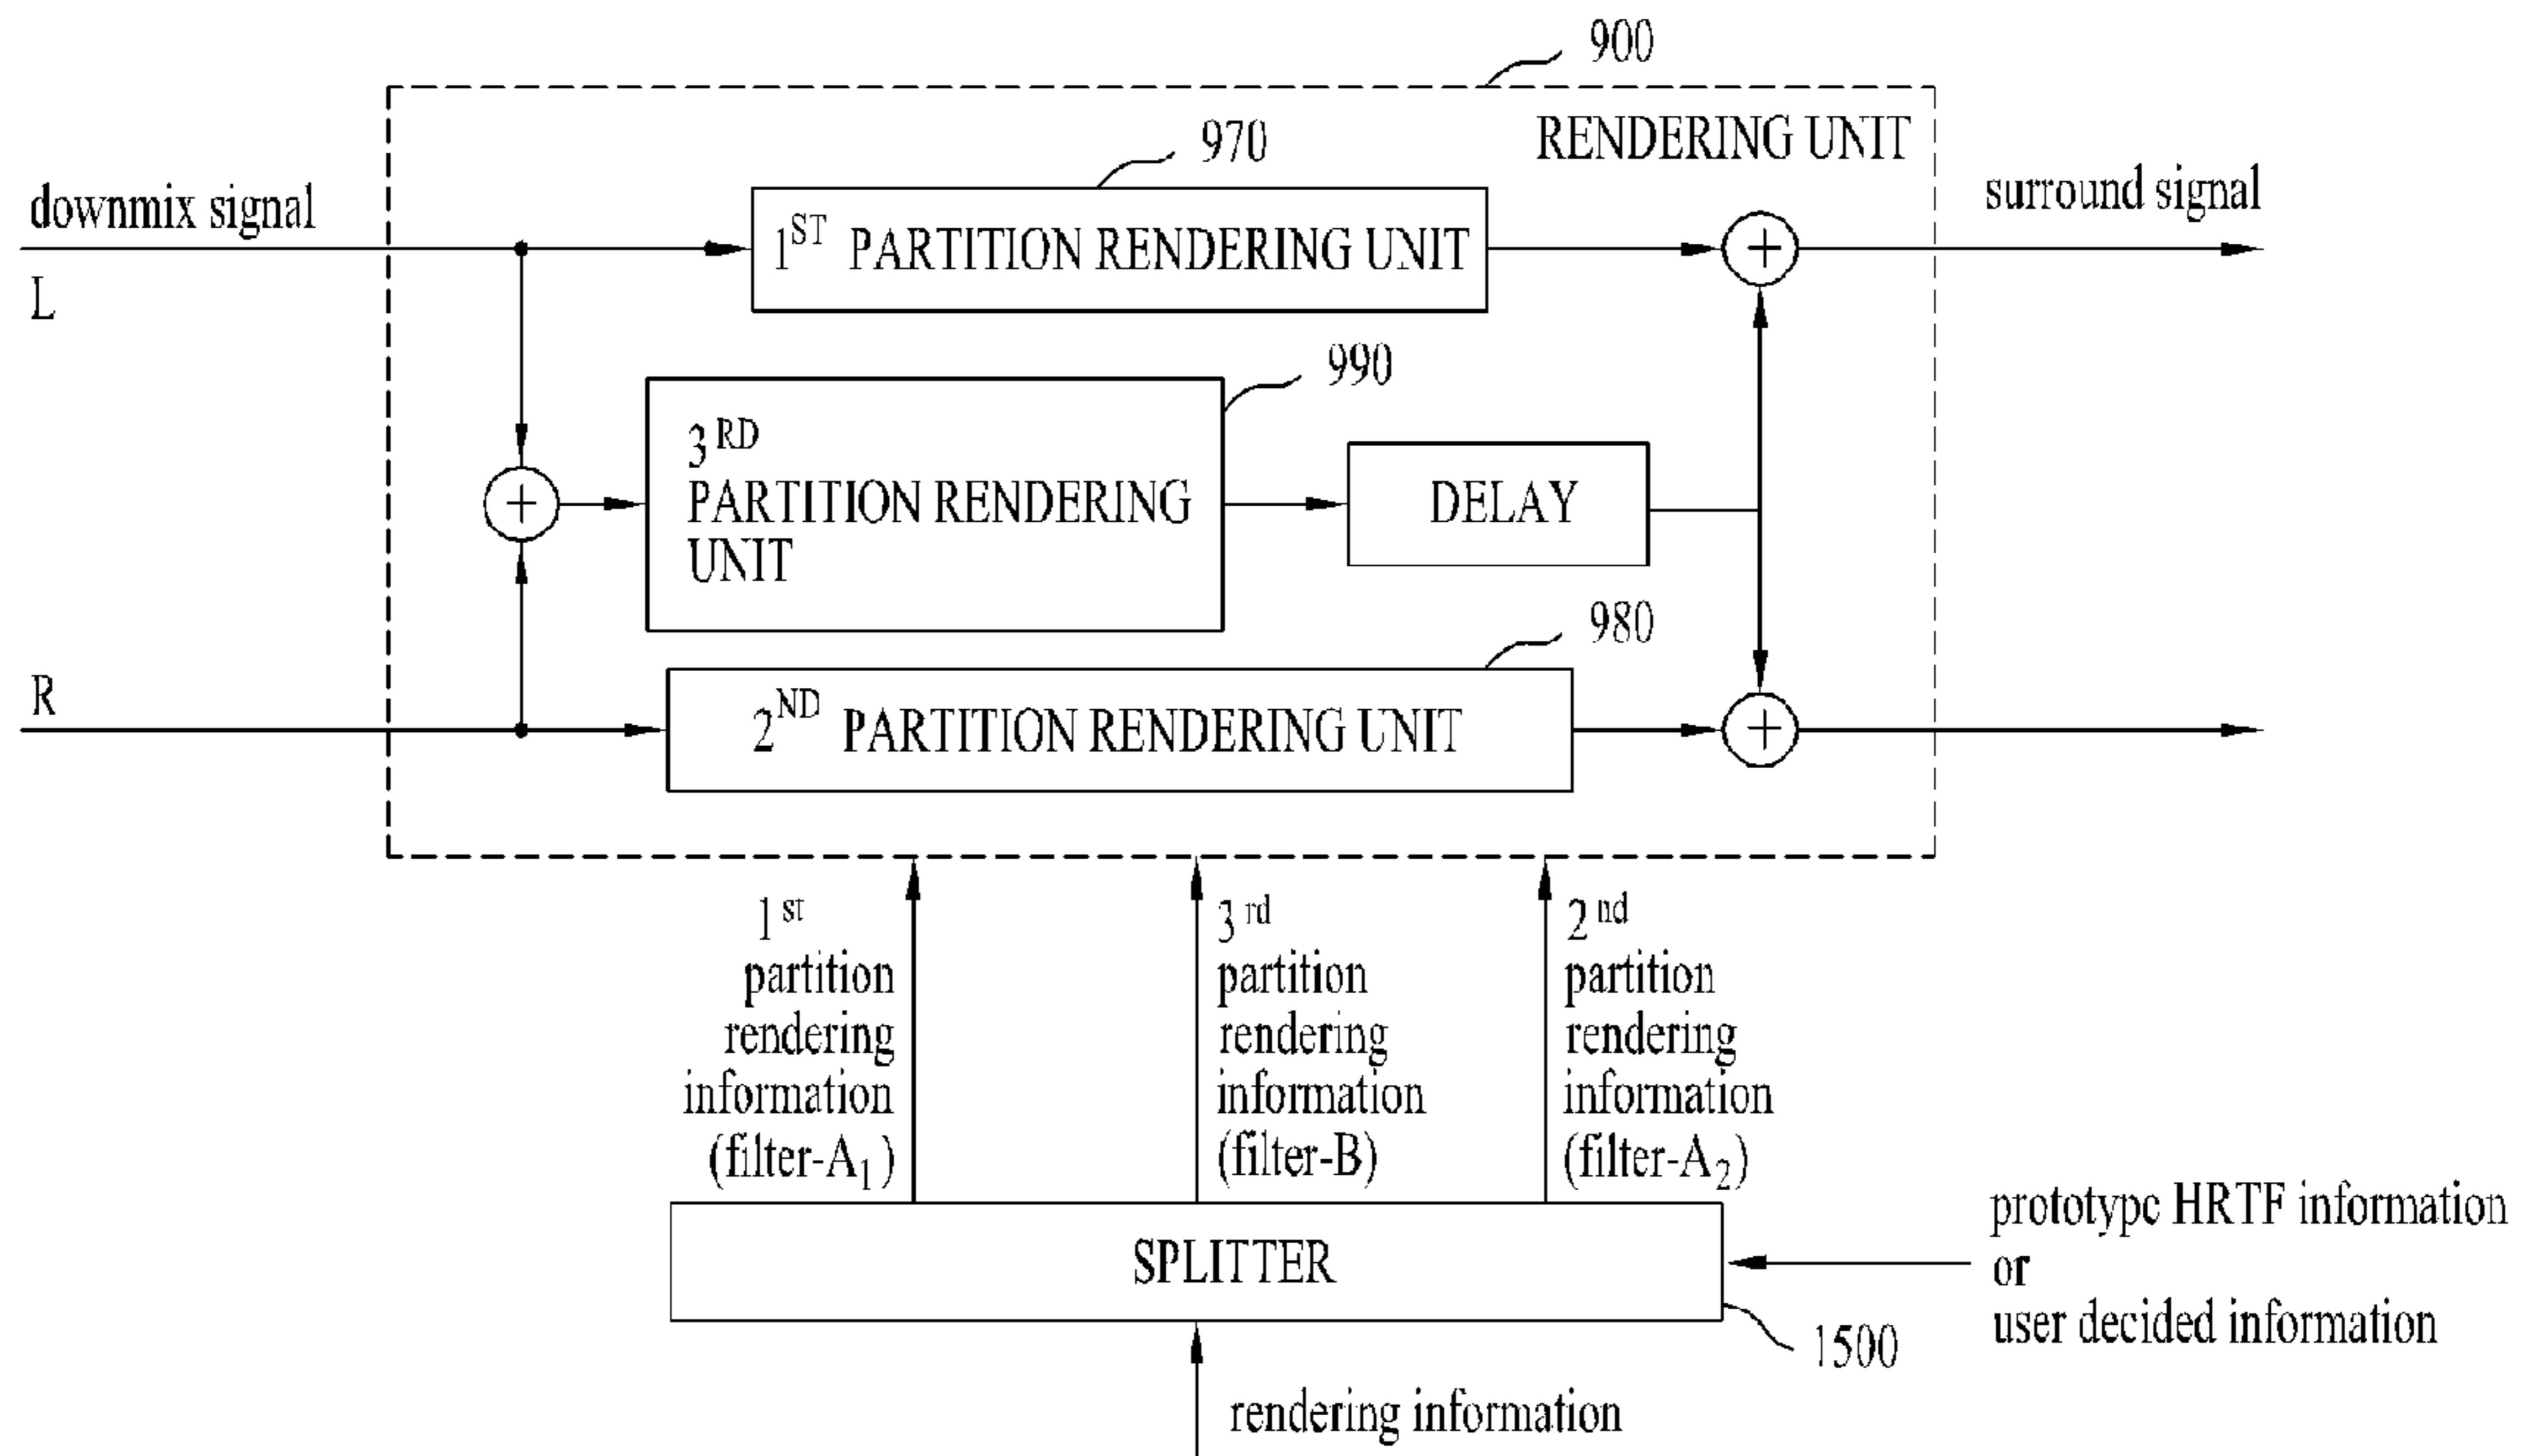 900
RENDERING UNIT
970
downmix signal
L
1ST PARTITION RENDERING UNIT
+
surround signal
990
3RD
PARTITION RENDERING
UNIT
+
DELAY
980
R
2ND PARTITION RENDERING UNIT
+
1st
partition
rendering
information
(filter-A1)
3rd
partition
rendering
information
(filter-B)
2nd
partition
rendering
information
(filter-A2)
SPLITTER
prototype HRTF information
or
user decided information
1500
rendering information